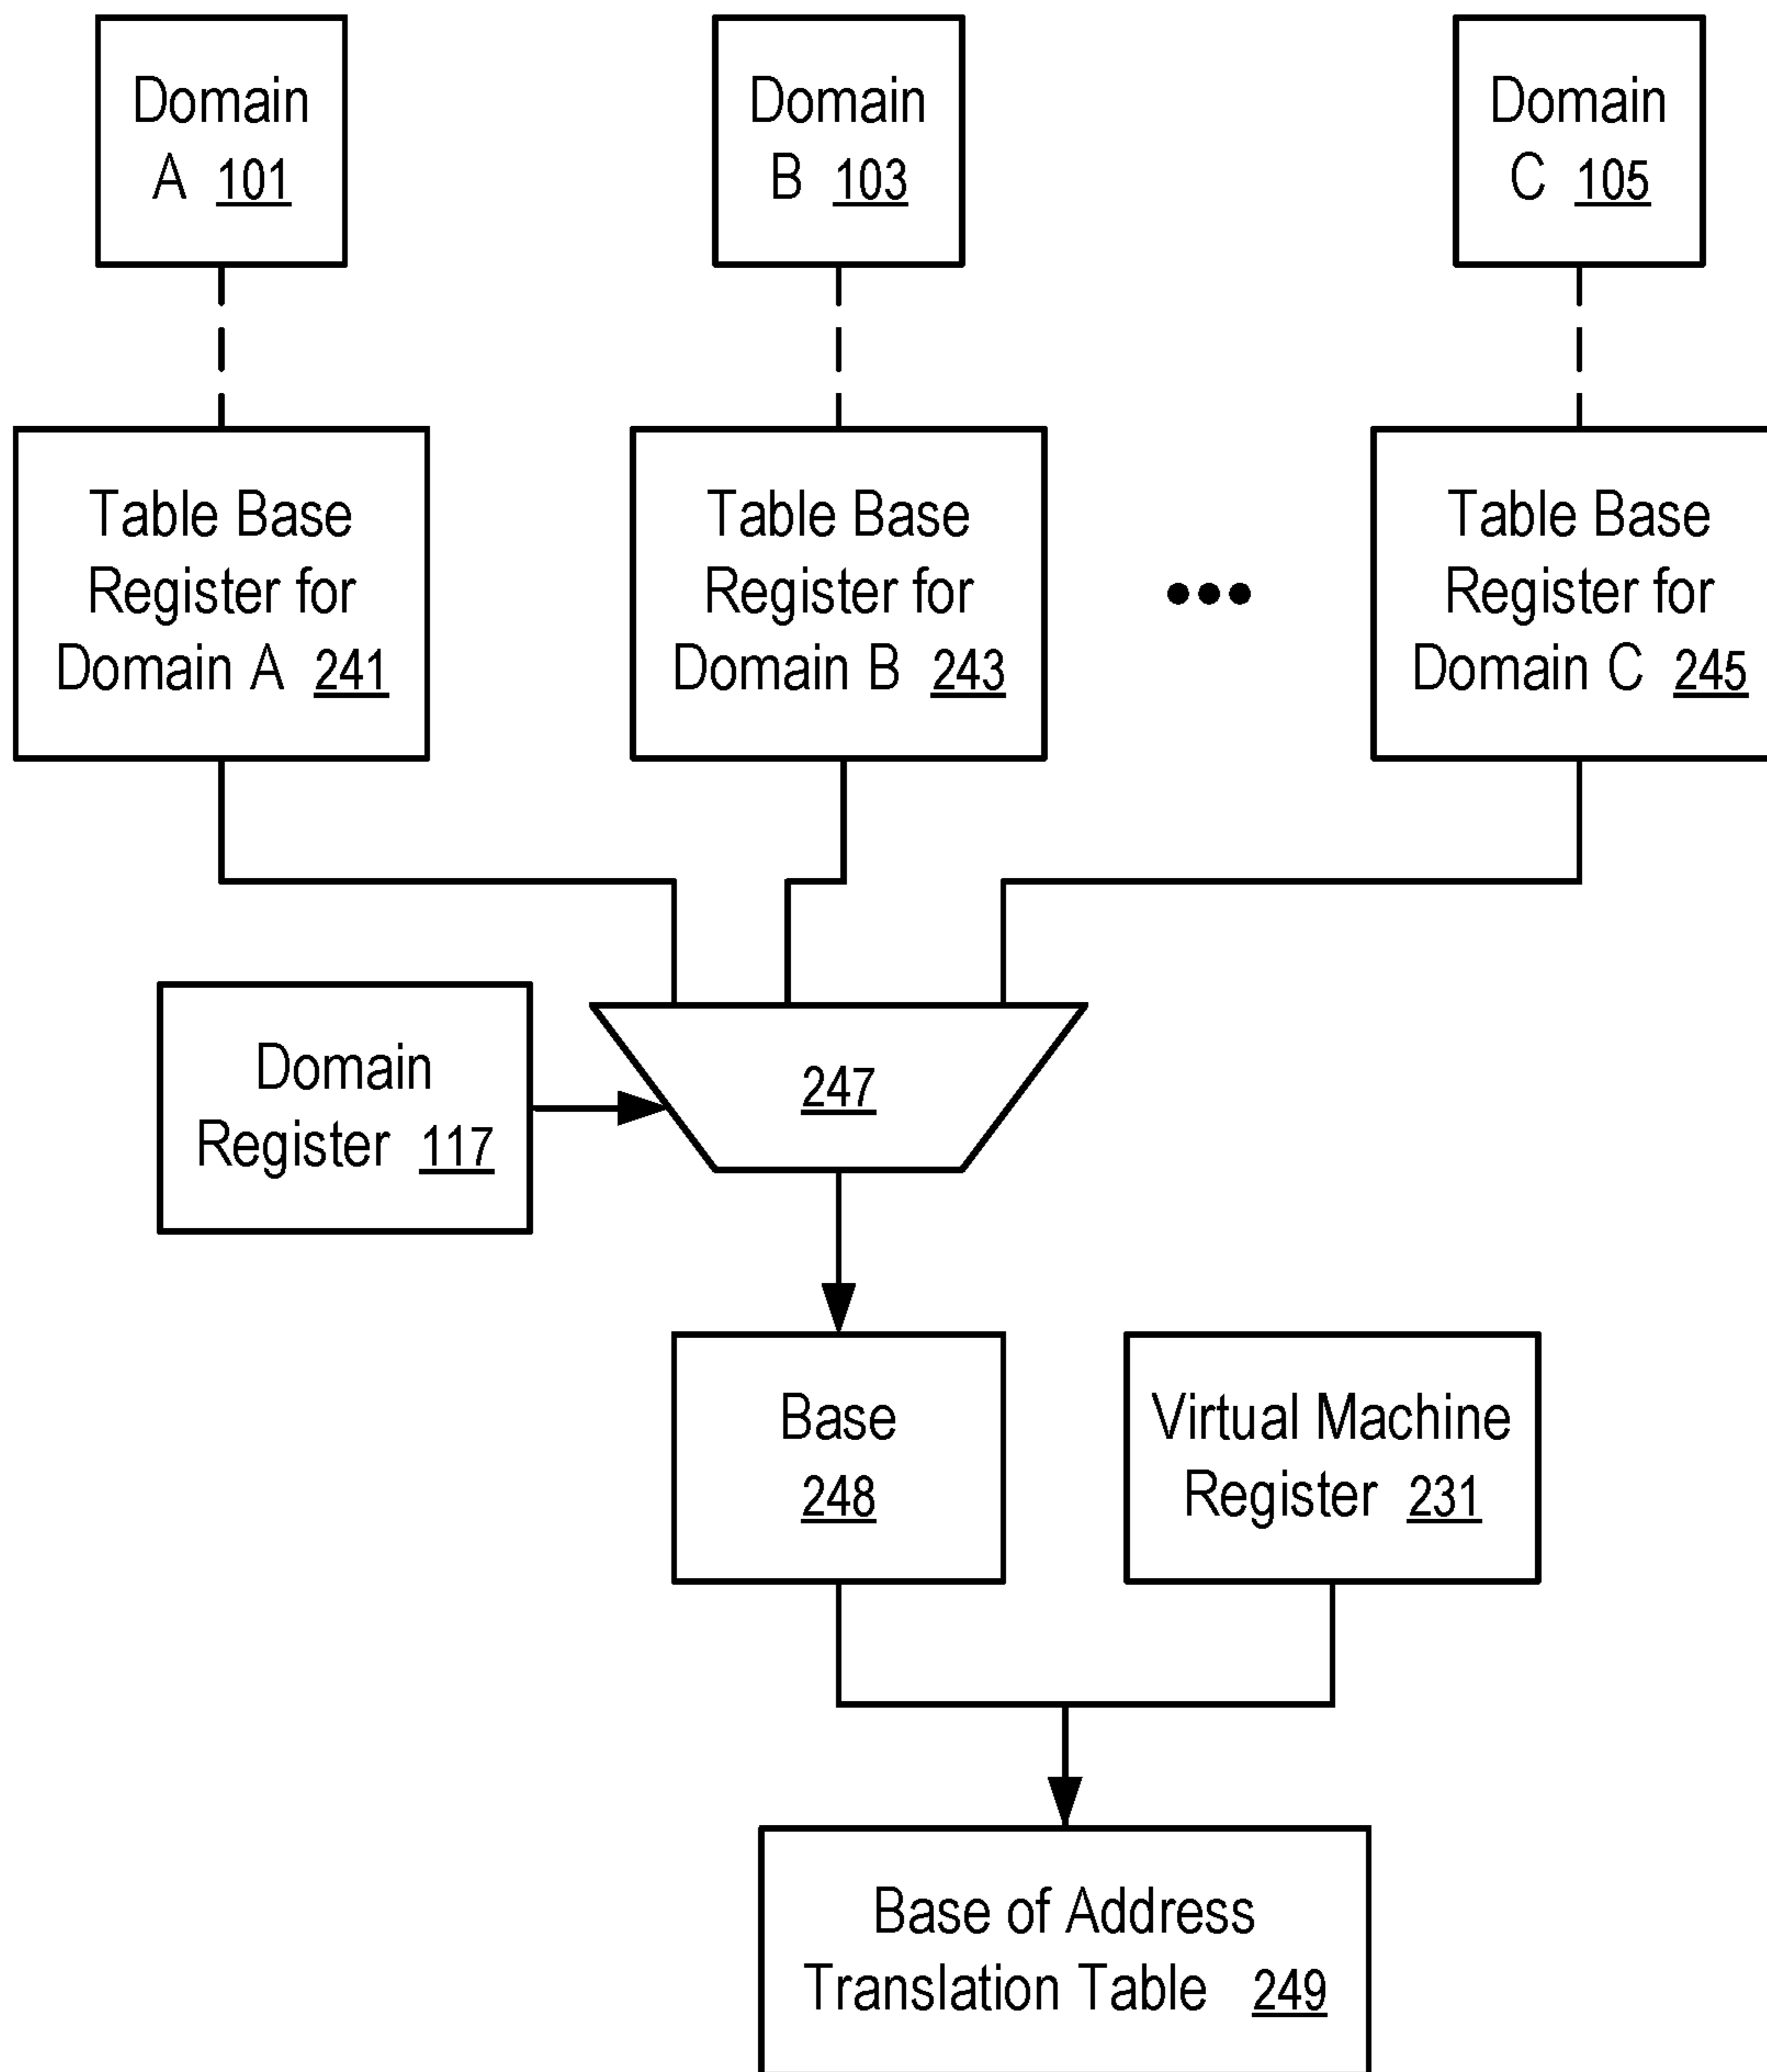 Domain
A 101
Domain
B 103
Domain
C 105
Table Base
Register for
Domain A 241
Table Base
Register for
Domain B 243
Table Base
Register for
Domain C 245
Domain
Register 117
247
Base
248
Virtual Machine
Register 231
Base of Address
Translation Table 249